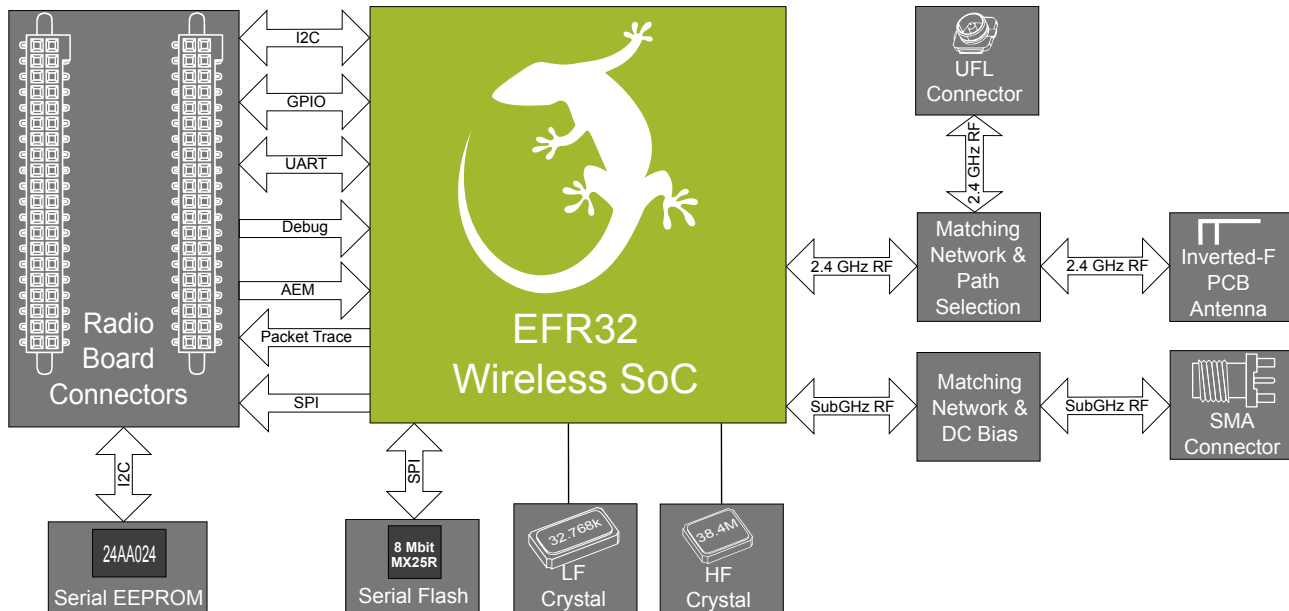 I2C
GPIO
UART
Debug
AEM
Packet Trace
SPI
Radio
Board
Connectors
EFR32
Wireless SoC
UFL
Connector
2.4 GHz RF
2.4 GHz RF
Matching
Network &
Path
Selection
2.4 GHz RF
Inverted-F
PCB
Antenna
SubGHz RF
Matching
Network &
DC Bias
SubGHz RF
SMA
Connector
I2C
24AA024
Serial EEPROM
SPI
8 Mbit
MX25R
Serial Flash
32.768k
LF
Crystal
38.4M
HF
Crystal